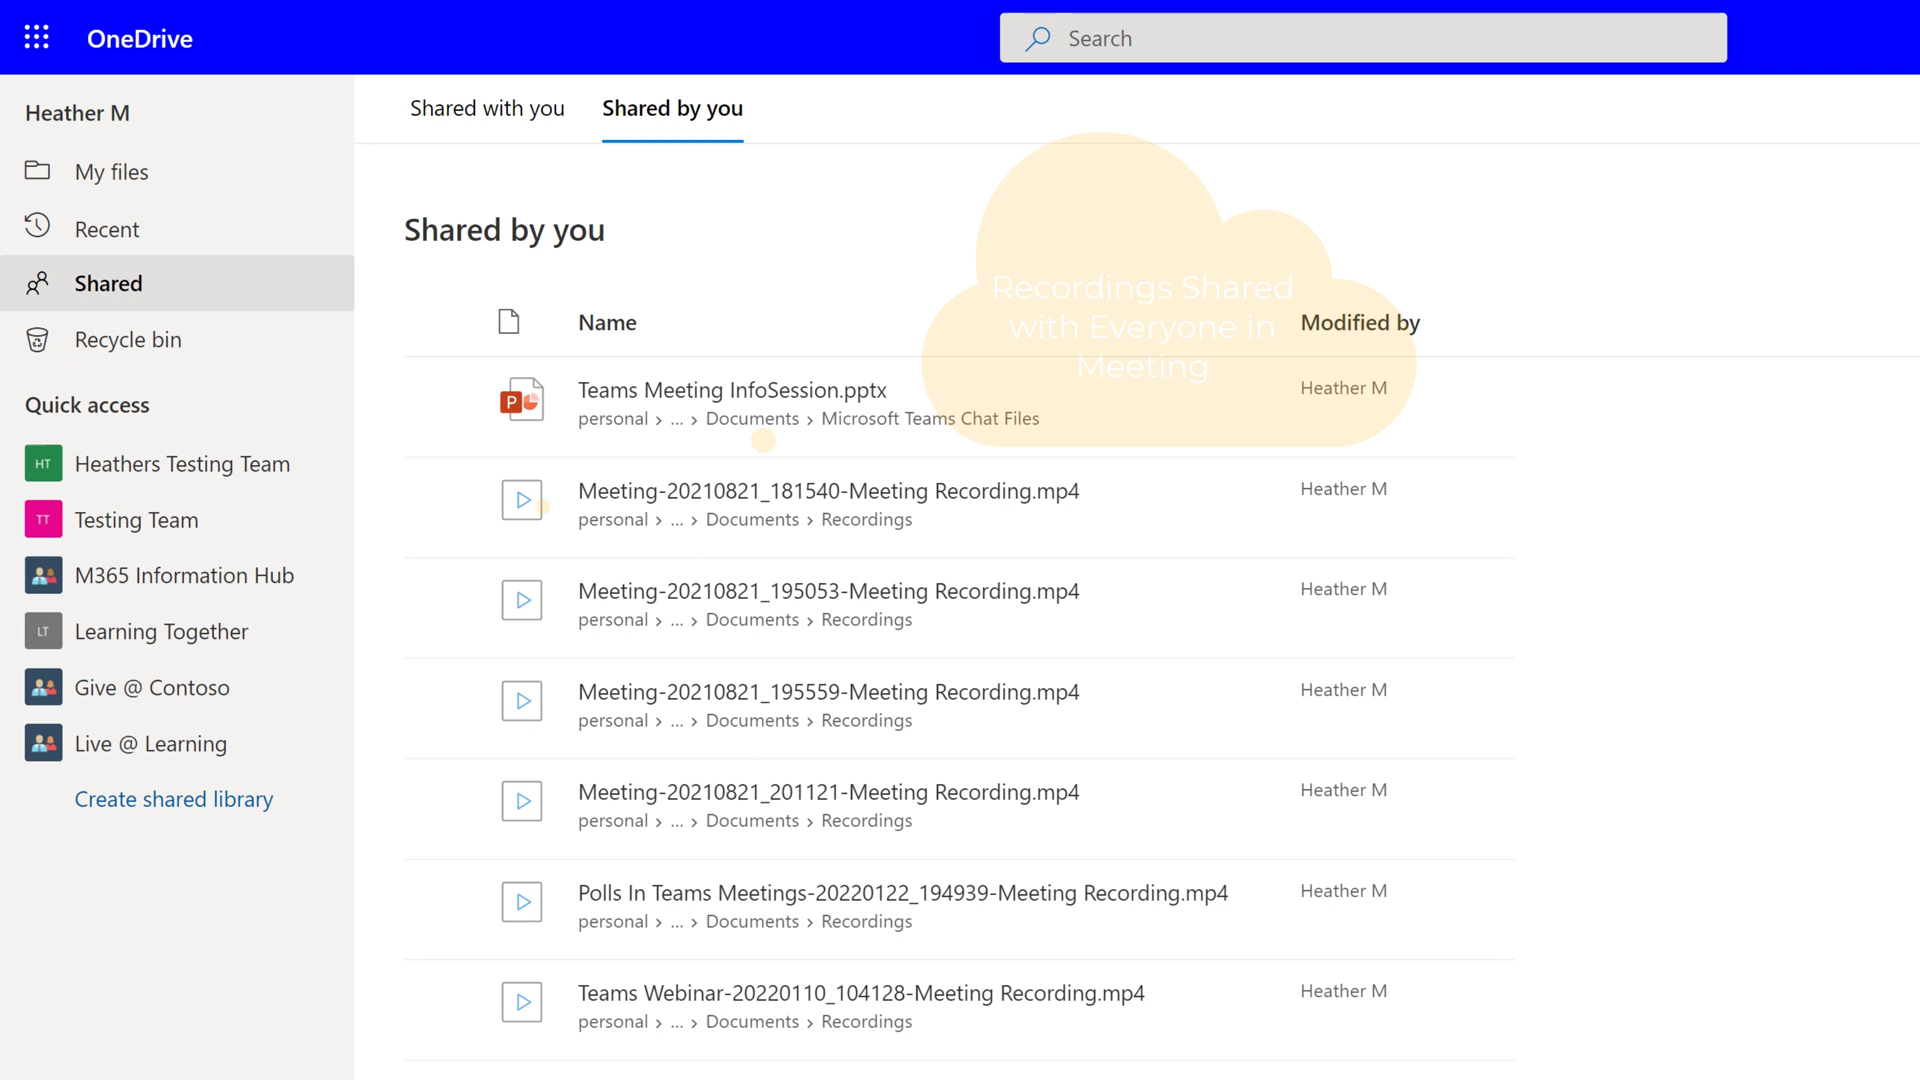 OneDrive
Search
Heather M
My files
Recent
Shared
Recycle bin
Quick access
HT Heathers Testing Team
TT Testing Team
M365 Information Hub
LT Learning Together
Give @ Contoso
Live @ Learning
Create shared library
Shared with you
Shared by you
Shared by you
Recordings Shared
with Everyone in
Meeting
Name
Modified by
Teams Meeting InfoSession.pptx
Heather M
personal > ... > Documents > Microsoft Teams Chat Files
Meeting-20210821_181540-Meeting Recording.mp4
Heather M
personal > ... > Documents > Recordings
Meeting-20210821_195053-Meeting Recording.mp4
Heather M
personal > ... > Documents > Recordings
Meeting-20210821_195559-Meeting Recording.mp4
Heather M
personal > ... > Documents > Recordings
Meeting-20210821_201121-Meeting Recording.mp4
Heather M
personal > ... > Documents > Recordings
Polls In Teams Meetings-20220122_194939-Meeting Recording.mp4
Heather M
personal > ... > Documents > Recordings
Teams Webinar-20220110_104128-Meeting Recording.mp4
Heather M
personal > ... > Documents > Recordings